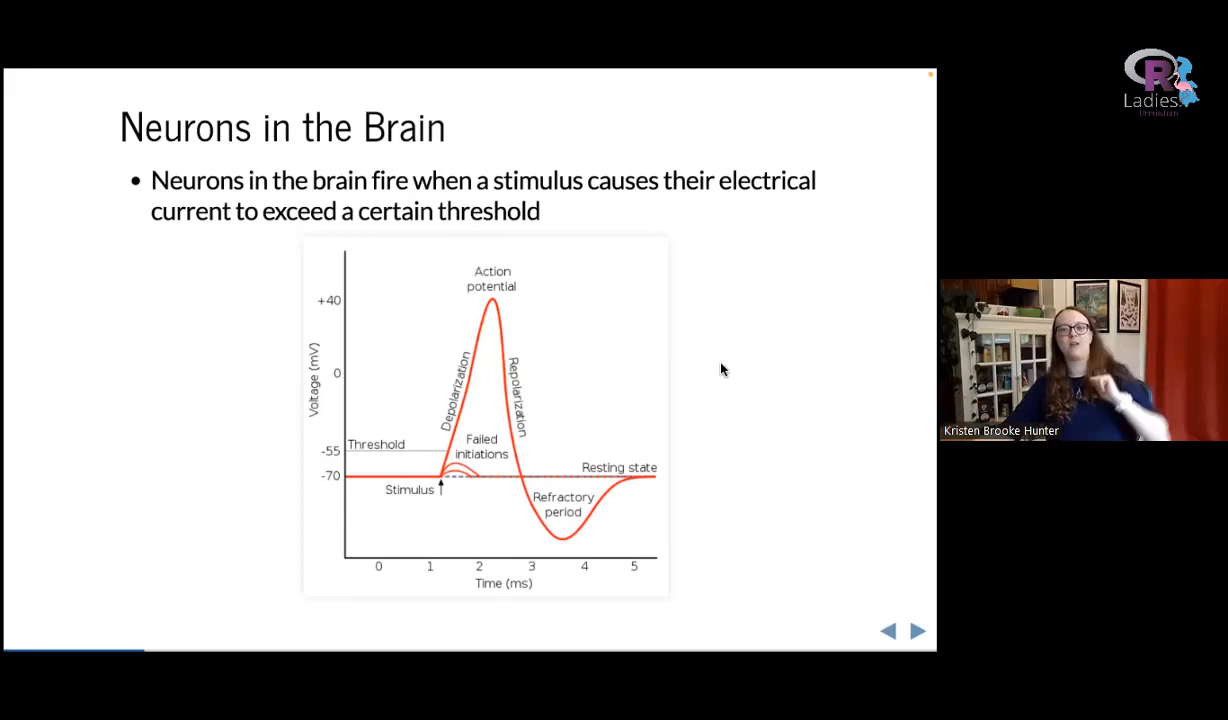 R
Ladies
Neurons in the Brain
• Neurons in the brain fire when a stimulus causes their electrical
current to exceed a certain threshold
Action
potential
+40
Voltage (mV)
0
Depolarization
Repolarization
Threshold
-55
Failed
initiations
-70
Resting state
Stimulus
Refractory
period
0 1 2 3 4 5
Time (ms)
Kristen Brooke Hunter